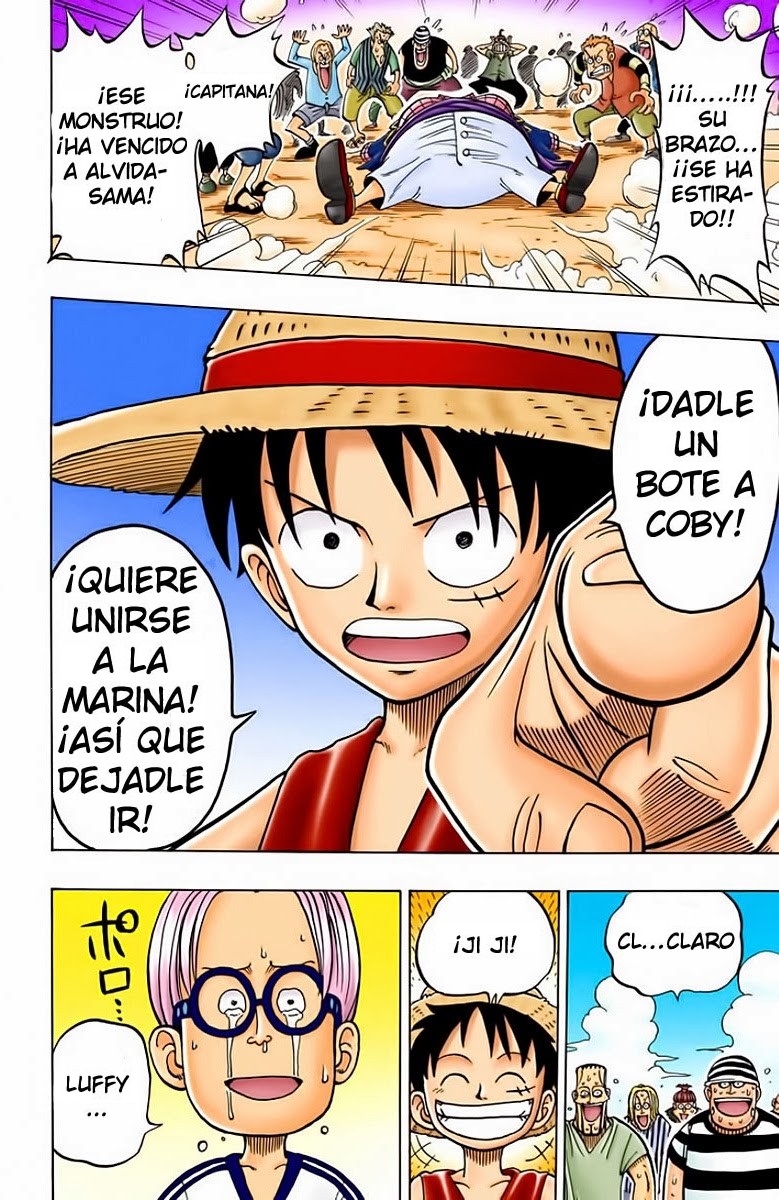 ¡¡¡.....!!!
SU
BRAZO...
¡¡SE HA
ESTIRA-
DO!!
¡CAPITANA!
¡ESE
MONSTRUO!
¡HA VENCIDO
A ALVIDA-
SAMA!
¡DADLE
UN
BOTE A
COBY!
¡QUIERE
UNIRSE
A LA
MARINA!
¡ASÍ QUE
DEJADLE
IR!
CL...CLARO
¡JI JI!
ポロ…
LUFFY
...